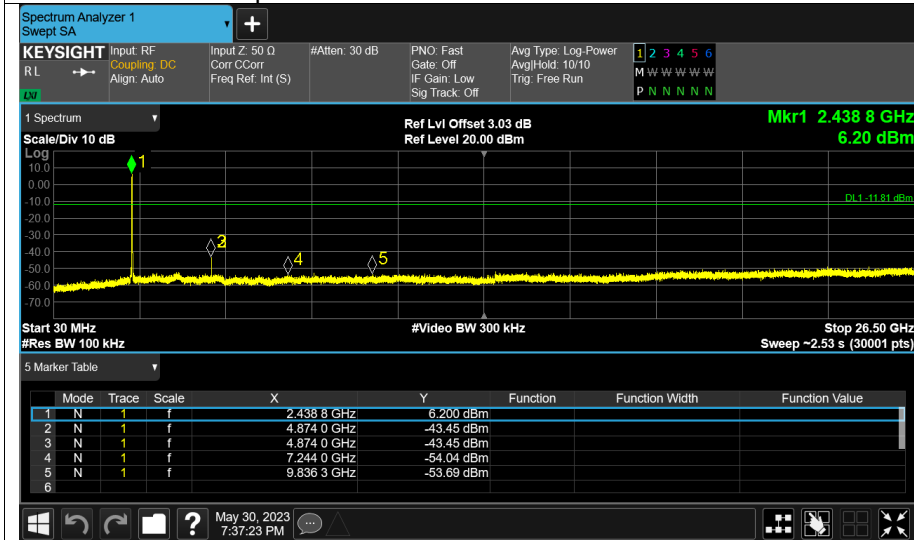 Spectrum Analyzer 1
Swept SA
+
KEYSIGHT Input: RF Input Z: 50 Ω #Atten: 30 dB PNO: Fast Avg Type: Log-Power 1 2 3 4 5 6
R L Coupling: DC Corr CCorr Gate: Off Avg|Hold: 10/10 M W W W W W
Align: Auto Freq Ref: Int (S) IF Gain: Low Trig: Free Run
LXI Sig Track: Off P N N N N N
1 Spectrum Ref Lvl Offset 3.03 dB Mkr1 2.438 8 GHz
Scale/Div 10 dB Ref Level 20.00 dBm 6.20 dBm
Log
1
10.0
0.00
-10.0 DL1 -11.81 dBm
-20.0
-30.0
-40.0
4 5
-50.0
-60.0
-70.0
Start 30 MHz #Video BW 300 kHz Stop 26.50 GHz
#Res BW 100 kHz Sweep ~2.53 s (30001 pts)
5 Marker Table
Mode Trace Scale X Y Function Function Width Function Value
1 N 1 f 2.438 8 GHz 6.200 dBm
2 N 1 f 4.874 0 GHz -43.45 dBm
3 N 1 f 4.874 0 GHz -43.45 dBm
4 N 1 f 7.244 0 GHz -54.04 dBm
5 N 1 f 9.836 3 GHz -53.69 dBm
6
? May 30, 2023
7:37:23 PM